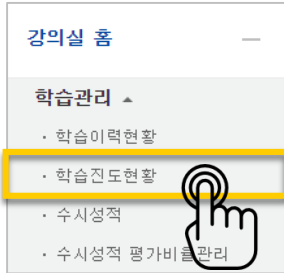 강의실 홈
학습관리
· 학습이력현황
· 학습진도현황
· 수시성적
· 수시성적 평가비율관리